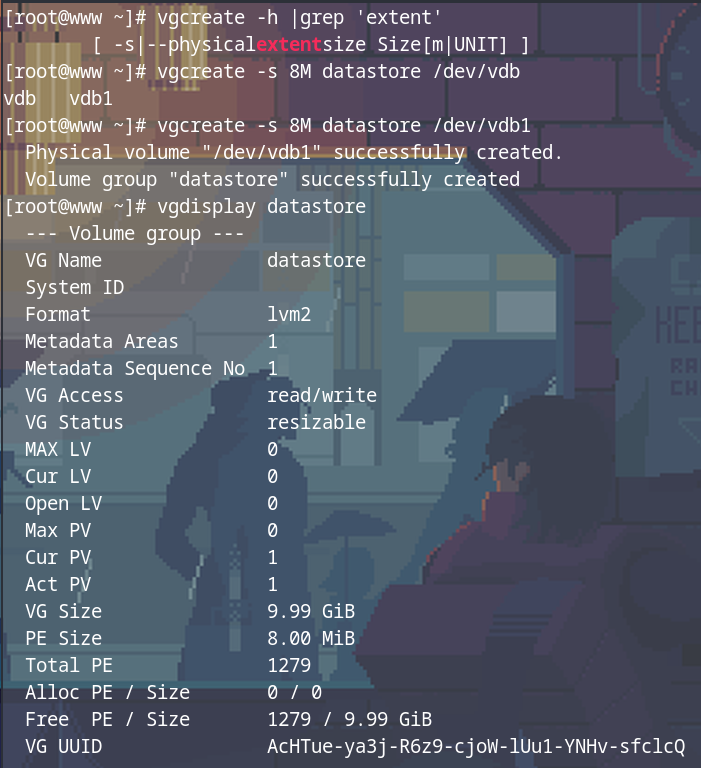 [root@www ~]# vgcreate -h |grep 'extent'
        [ -s|--physicalextentsize Size[m|UNIT] ]
[root@www ~]# vgcreate -s 8M datastore /dev/vdb
vdb   vdb1
[root@www ~]# vgcreate -s 8M datastore /dev/vdb1
  Physical volume "/dev/vdb1" successfully created.
  Volume group "datastore" successfully created
[root@www ~]# vgdisplay datastore
  --- Volume group ---
  VG Name               datastore
  System ID
  Format                lvm2
  Metadata Areas        1
  Metadata Sequence No  1
  VG Access             read/write
  VG Status             resizable
  MAX LV                0
  Cur LV                0
  Open LV               0
  Max PV                0
  Cur PV                1
  Act PV                1
  VG Size               9.99 GiB
  PE Size               8.00 MiB
  Total PE              1279
  Alloc PE / Size       0 / 0
  Free  PE / Size       1279 / 9.99 GiB
  VG UUID               AcHTue-ya3j-R6z9-cjoW-lUu1-YNHv-sfclcQ